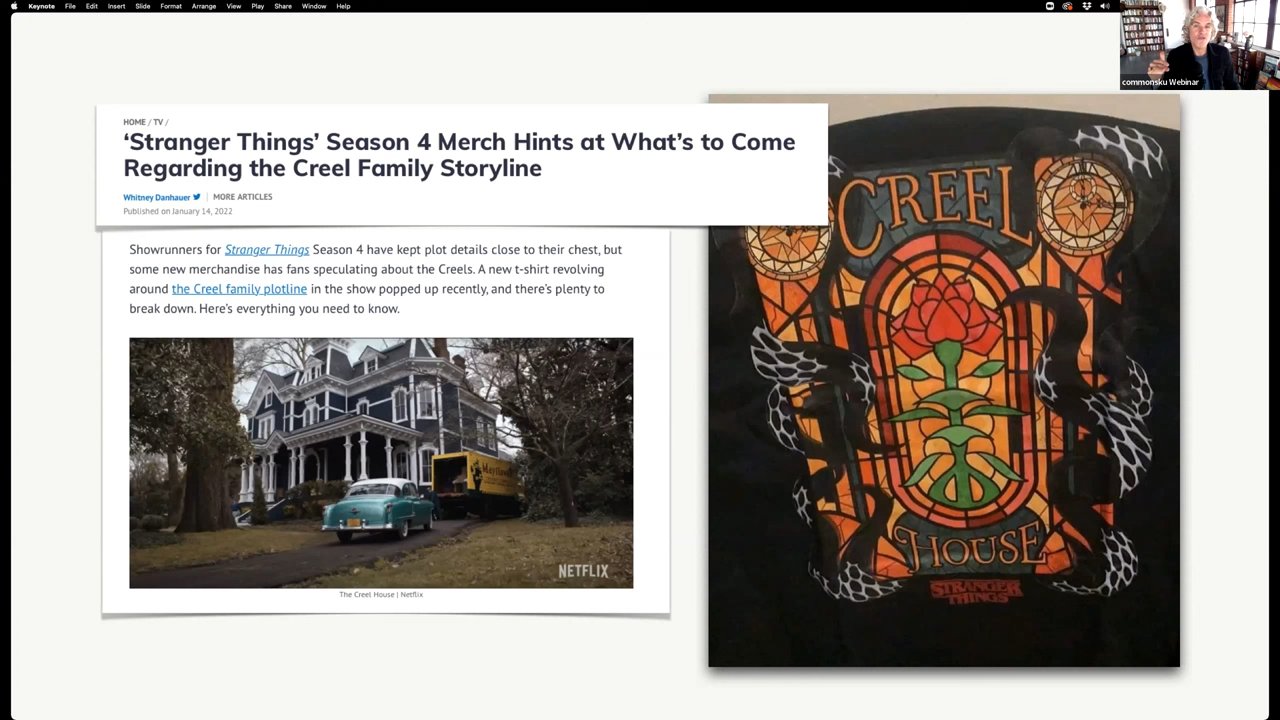 Keynote File Edit Insert Slide Format Arrange View Play Share Window Help
commonsku Webinar
HOME / TV /
‘Stranger Things’ Season 4 Merch Hints at What’s to Come
Regarding the Creel Family Storyline
Whitney Danhauer | MORE ARTICLES
Published on January 14, 2022
Showrunners for Stranger Things Season 4 have kept plot details close to their chest, but
some new merchandise has fans speculating about the Creels. A new t-shirt revolving
around the Creel family plotline in the show popped up recently, and there’s plenty to
break down. Here’s everything you need to know.
NETFLIX
The Creel House | Netflix
CREEL
HOUSE
STRANGER
THINGS